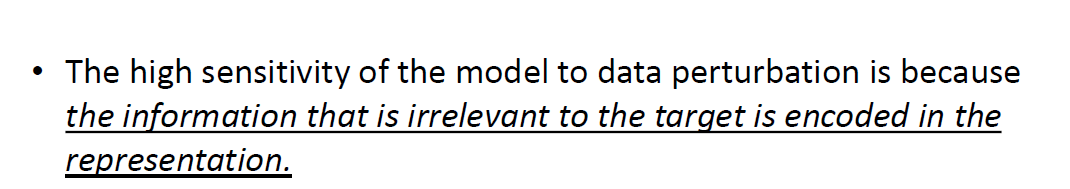 • The high sensitivity of the model to data perturbation is because
the information that is irrelevant to the target is encoded in the
representation.